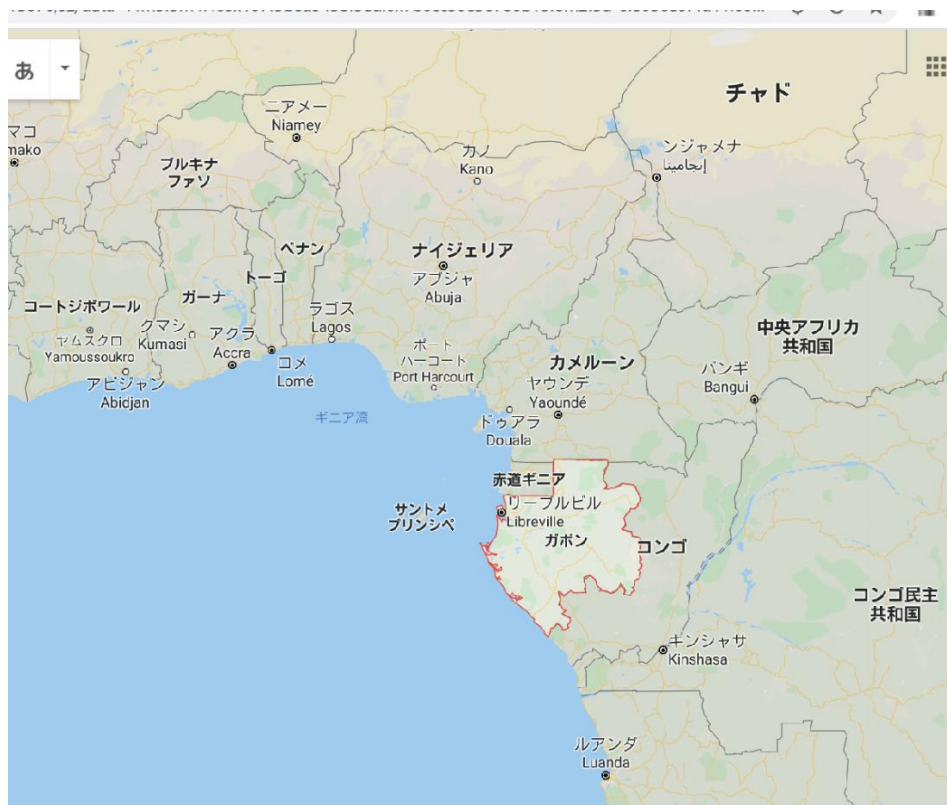 あ
チャド
ニアメー
Niamey
マコ
mako
カノ
Kano
ンジャメナ
إنجامينا
ブルキナ
ファソ
ベナン
ナイジェリア
トーゴ
アブジャ
Abuja
コートジボワール
ガーナ
ラゴス
Lagos
中央アフリカ
共和国
ヤムスクロ
Yamoussoukro
クマシ
Kumasi
アクラ
Accra
コメ
Lomé
ポート
ハーコート
Port Harcourt
カメルーン
ヤウンデ
Yaoundé
バンギ
Bangui
アビジャン
Abidjan
ギニア湾
ドゥアラ
Douala
赤道ギニア
サントメ
プリンシペ
リーブルビル
Libreville
ガボン
コンゴ
コンゴ民主
共和国
キンシャサ
Kinshasa
ルアンダ
Luanda